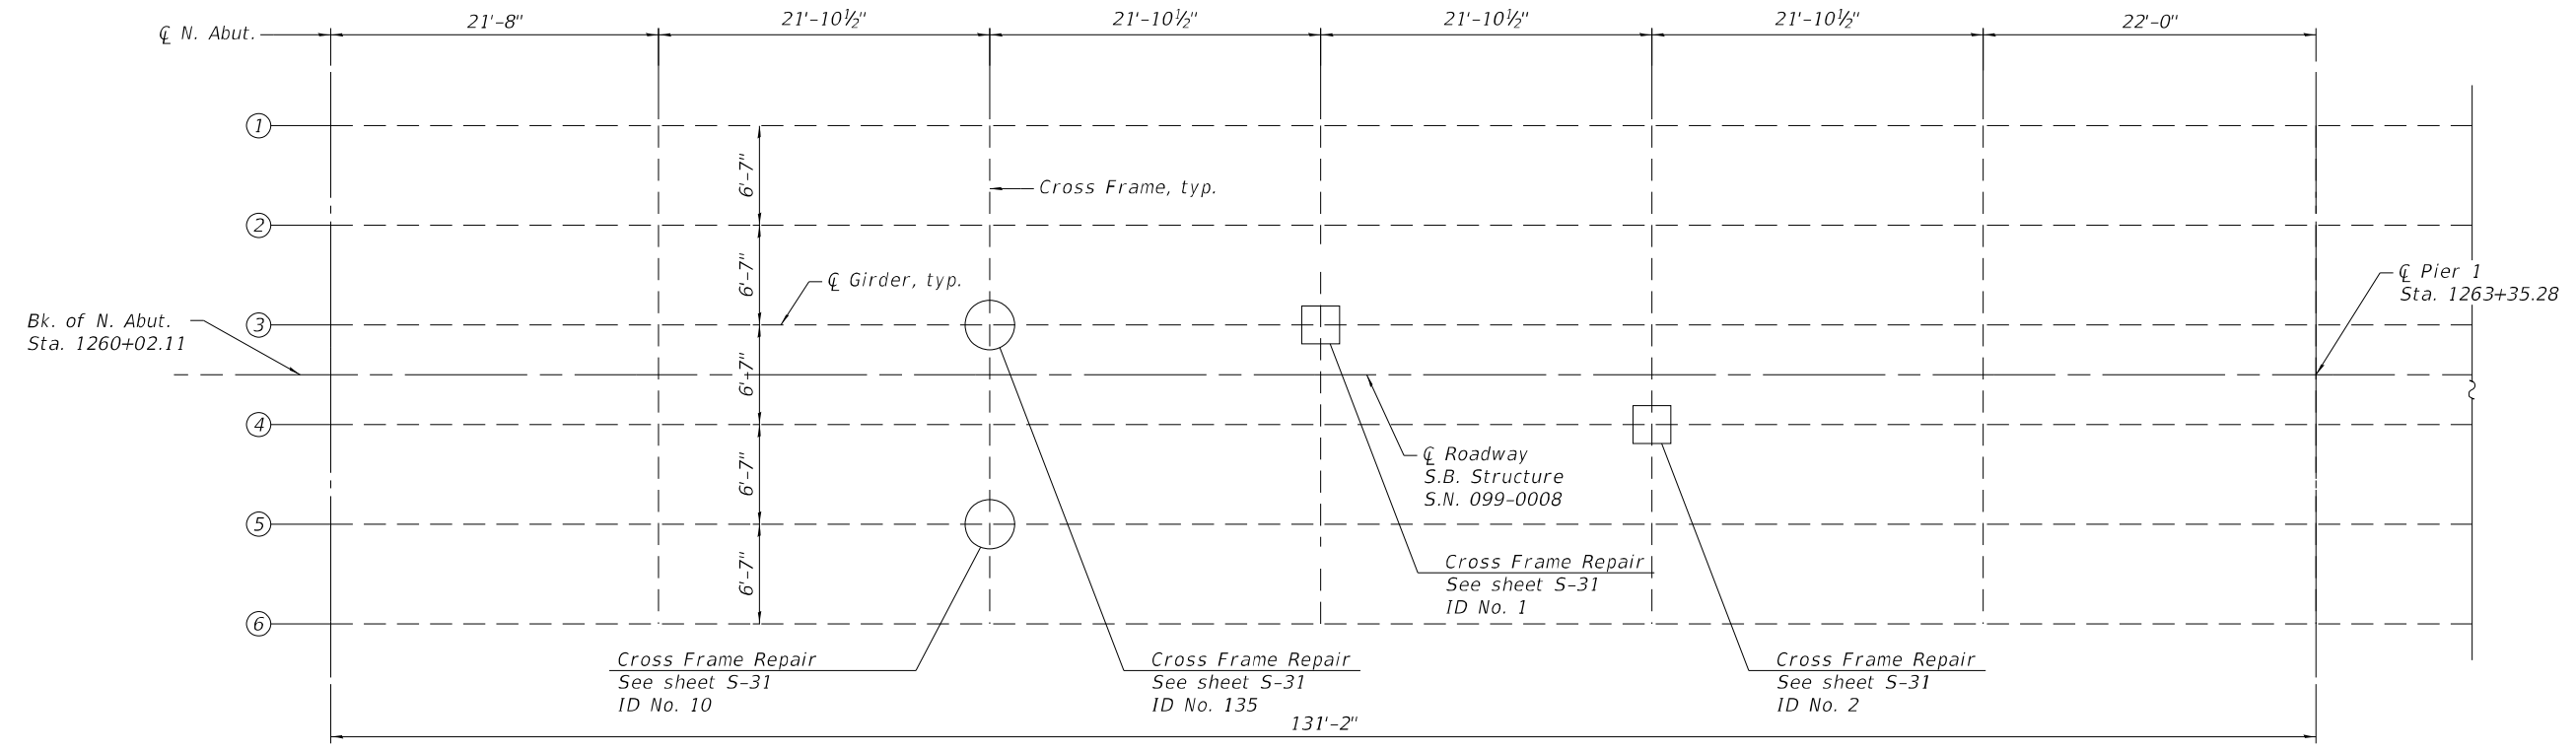 ℄ N. Abut.
21'-8"
21'-10½"
21'-10½"
21'-10½"
21'-10½"
22'-0"
1
2
3
4
5
6
6'-7"
6'-7"
6'-7"
6'-7"
6'-7"
Cross Frame, typ.
℄ Girder, typ.
Bk. of N. Abut.
Sta. 1260+02.11
℄ Pier 1
Sta. 1263+35.28
℄ Roadway
S.B. Structure
S.N. 099-0008
Cross Frame Repair
See sheet S-31
ID No. 1
Cross Frame Repair
See sheet S-31
ID No. 10
Cross Frame Repair
See sheet S-31
ID No. 135
Cross Frame Repair
See sheet S-31
ID No. 2
131'-2"